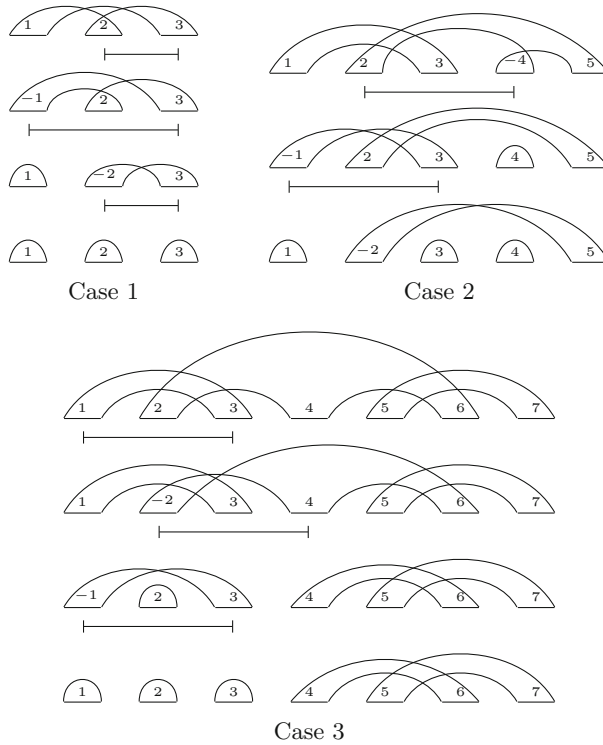 1 2 3
−1 2 3
1 −2 3
1 2 3
Case 1
1 2 3 −4 5
−1 2 3 4 5
1 −2 3 4 5
Case 2
1 2 3 4 5 6 7
1 −2 3 4 5 6 7
−1 2 3 4 5 6 7
1 2 3 4 5 6 7
Case 3